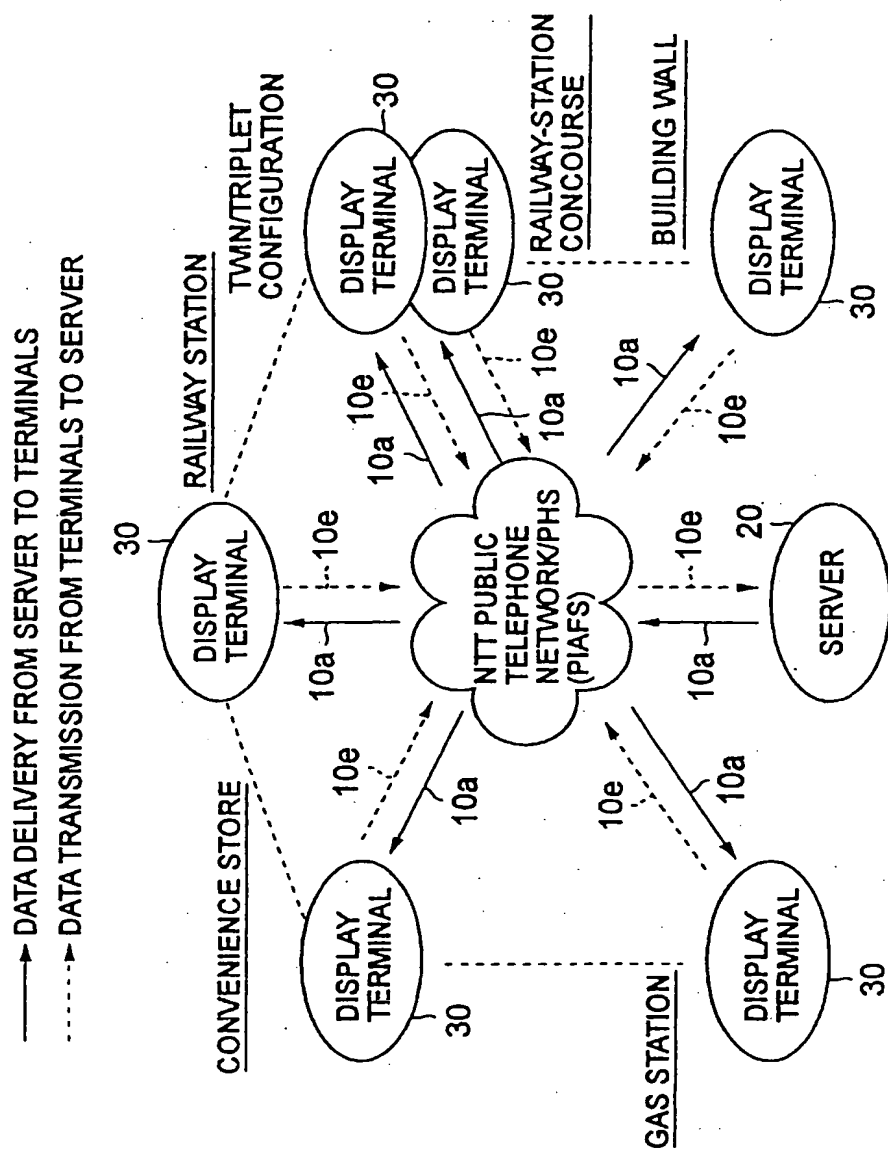 DATA DELIVERY FROM SERVER TO TERMINALS
DATA TRANSMISSION FROM TERMINALS TO SERVER
RAILWAY STATION
30
DISPLAY
TERMINAL
10a
10e
TWIN/TRIPLET
CONFIGURATION
30
DISPLAY
TERMINAL
DISPLAY
TERMINAL
30
RAILWAY-STATION
CONCOURSE
10a
10e
10a
10e
CONVENIENCE STORE
DISPLAY
TERMINAL
30
10e
10a
NTT PUBLIC
TELEPHONE
NETWORK/PHS
(PIAFS)
BUILDING WALL
10a
10e
DISPLAY
TERMINAL
30
GAS STATION
10e
10a
DISPLAY
TERMINAL
30
10a
10e
20
SERVER